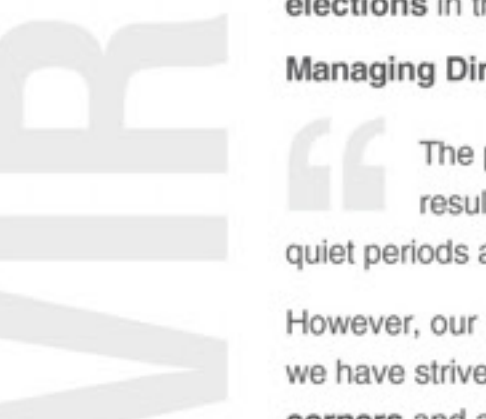 elections in th
Managing Dir
“ The p
resul
quiet periods a
However, our
we have strive
corners and